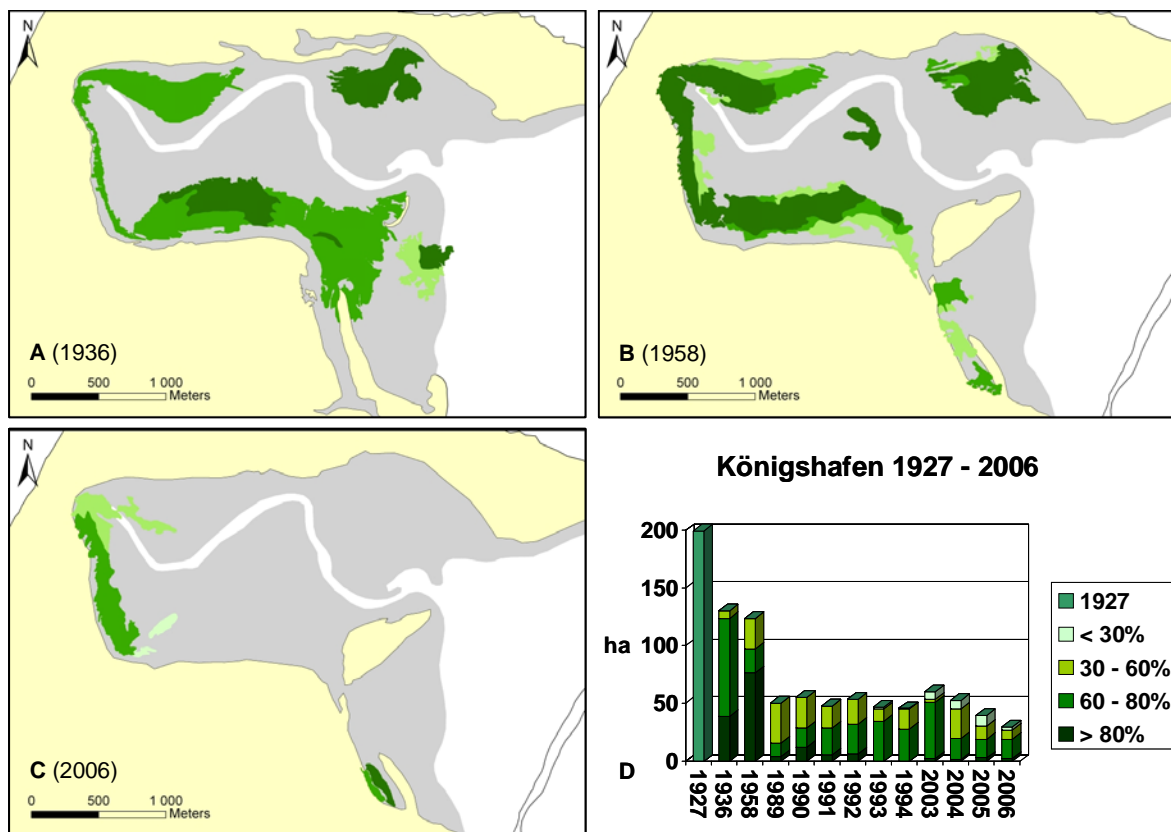 N
A (1936)
0 500 1 000
Meters
N
B (1958)
0 500 1 000
Meters
N
C (2006)
0 500 1 000
Meters
Königshafen 1927 - 2006
200
150
100
ha
50
0
D
1927
1936
1958
1989
1990
1991
1992
1993
1994
2003
2004
2005
2006
1927
< 30%
30 - 60%
60 - 80%
> 80%